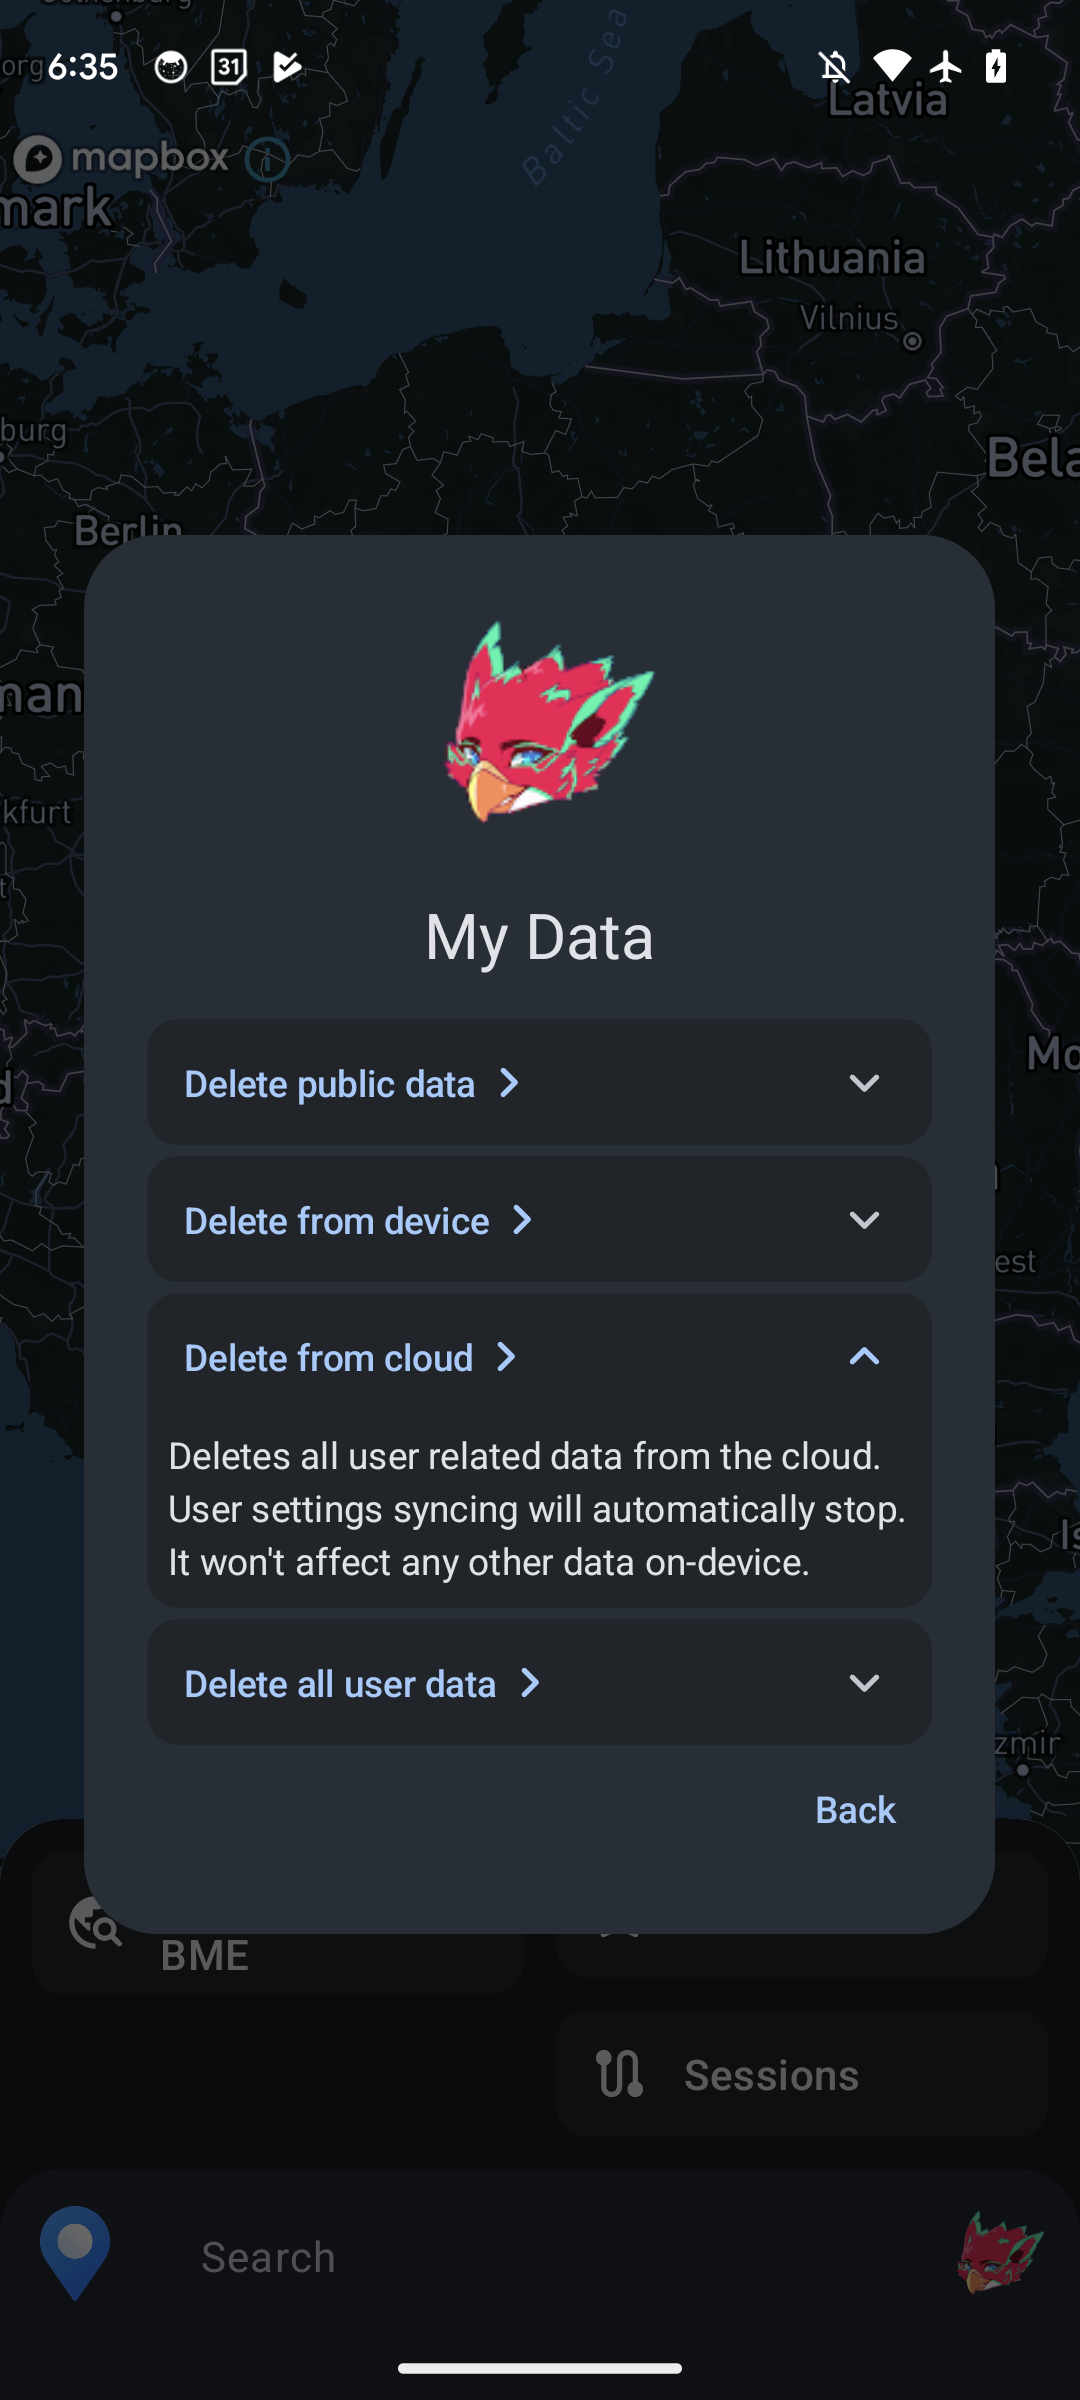 6:35
31
Latvia
Baltic Sea
mapbox
mark
Lithuania
Vilnius
burg
Bela
Berlin
man
kfurt
My Data
Delete public data
Mo
Delete from device
est
Delete from cloud
Deletes all user related data from the cloud.
User settings syncing will automatically stop.
It won't affect any other data on-device.
Is
Delete all user data
zmir
Back
BME
Sessions
Search